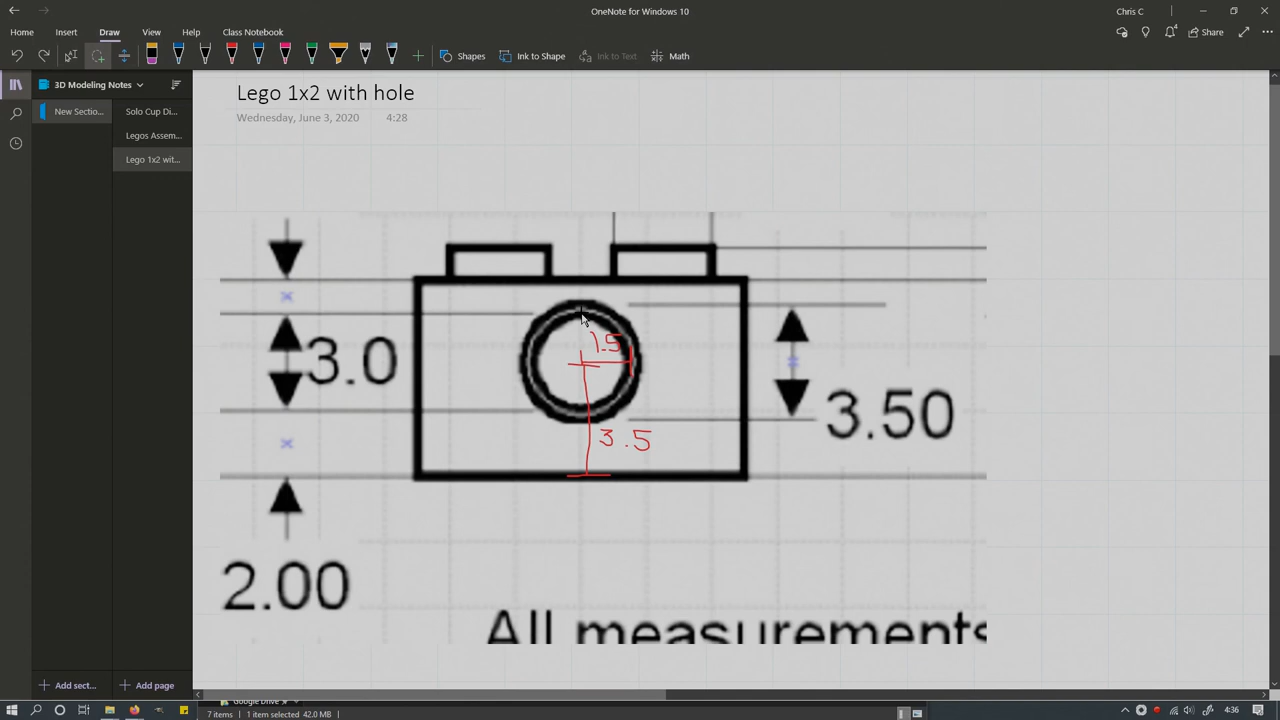 OneNote for Windows 10
Chris C
Home Insert Draw View Help Class Notebook
Share
Shapes Ink to Shape Ink to Text Math
3D Modeling Notes
New Sectio...
Solo Cup Di...
Legos Assem...
Lego 1x2 wit...
Lego 1x2 with hole
Wednesday, June 3, 2020 4:28
3.0
1.5
3.5
3.50
2.00
All measurements
Add sect...
Add page
Google Drive
7 items 1 item selected 42.0 MB
4:36